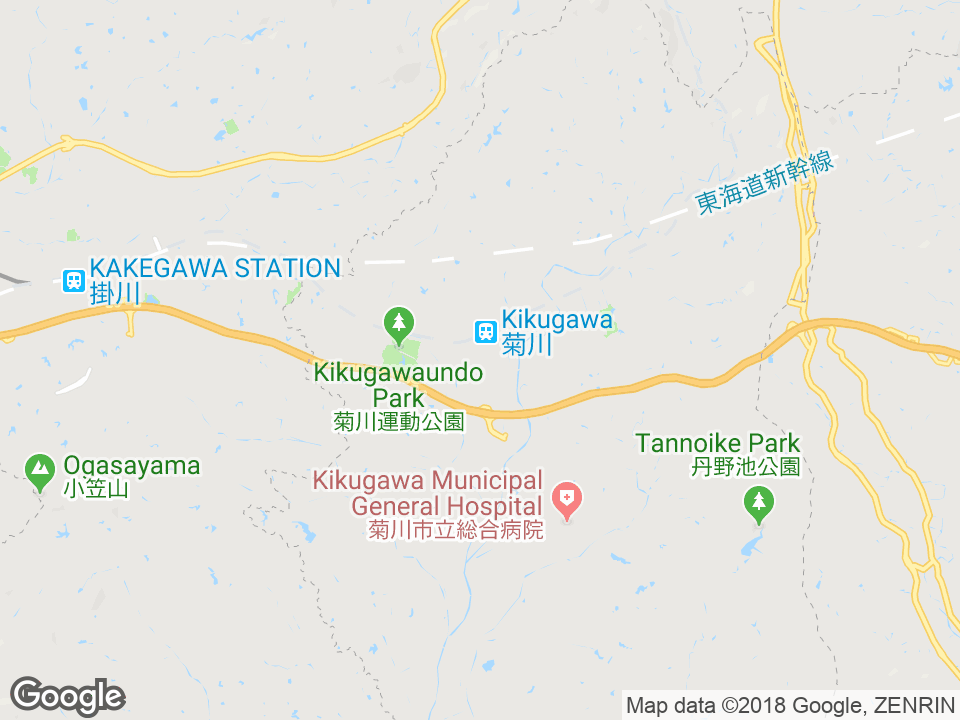 東海道新幹線
KAKEGAWA STATION
掛川
Kikugawa
菊川
Kikugawaundo
Park
菊川運動公園
Tannoike Park
丹野池公園
Ogasayama
小笠山
Kikugawa Municipal
General Hospital
菊川市立総合病院
Google
Map data ©2018 Google, ZENRIN